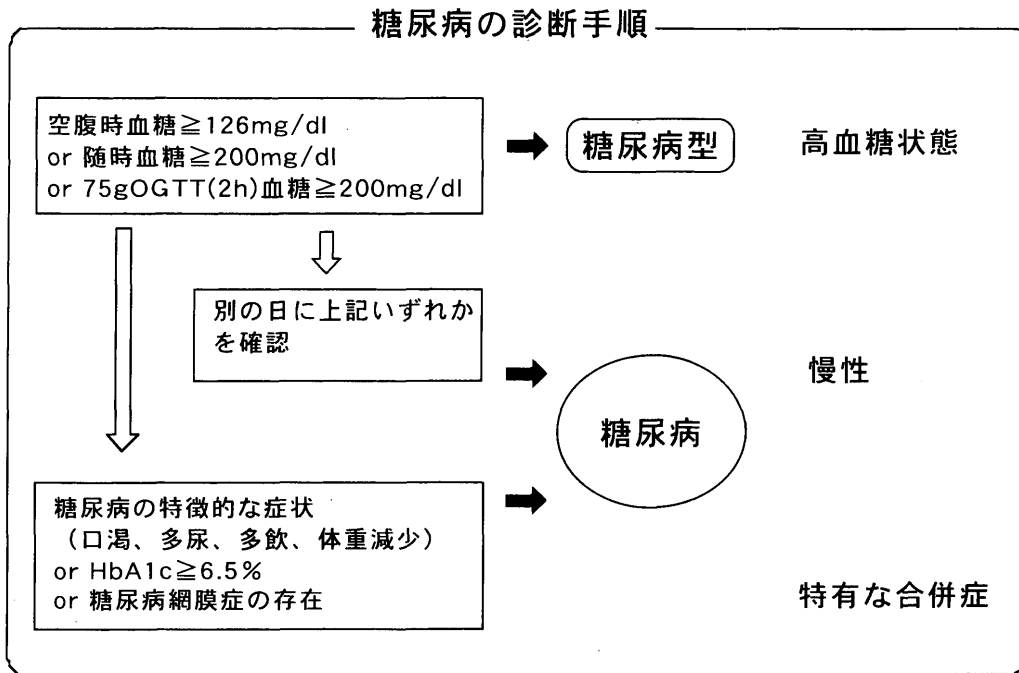 糖尿病の診断手順
空腹時血糖≧126mg/dl
or 随時血糖≧200mg/dl
or 75gOGTT(2h)血糖≧200mg/dl
糖尿病型
高血糖状態
別の日に上記いずれか
を確認
慢性
糖尿病
糖尿病の特徴的な症状
(口渇、多尿、多飲、体重減少)
or HbA1c≧6.5%
or 糖尿病網膜症の存在
特有な合併症